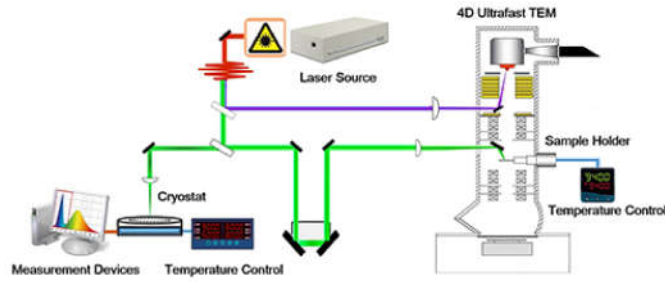 4D Ultrafast TEM
Laser Source
Sample Holder
Cryostat
Temperature Control
Measurement Devices
Temperature Control